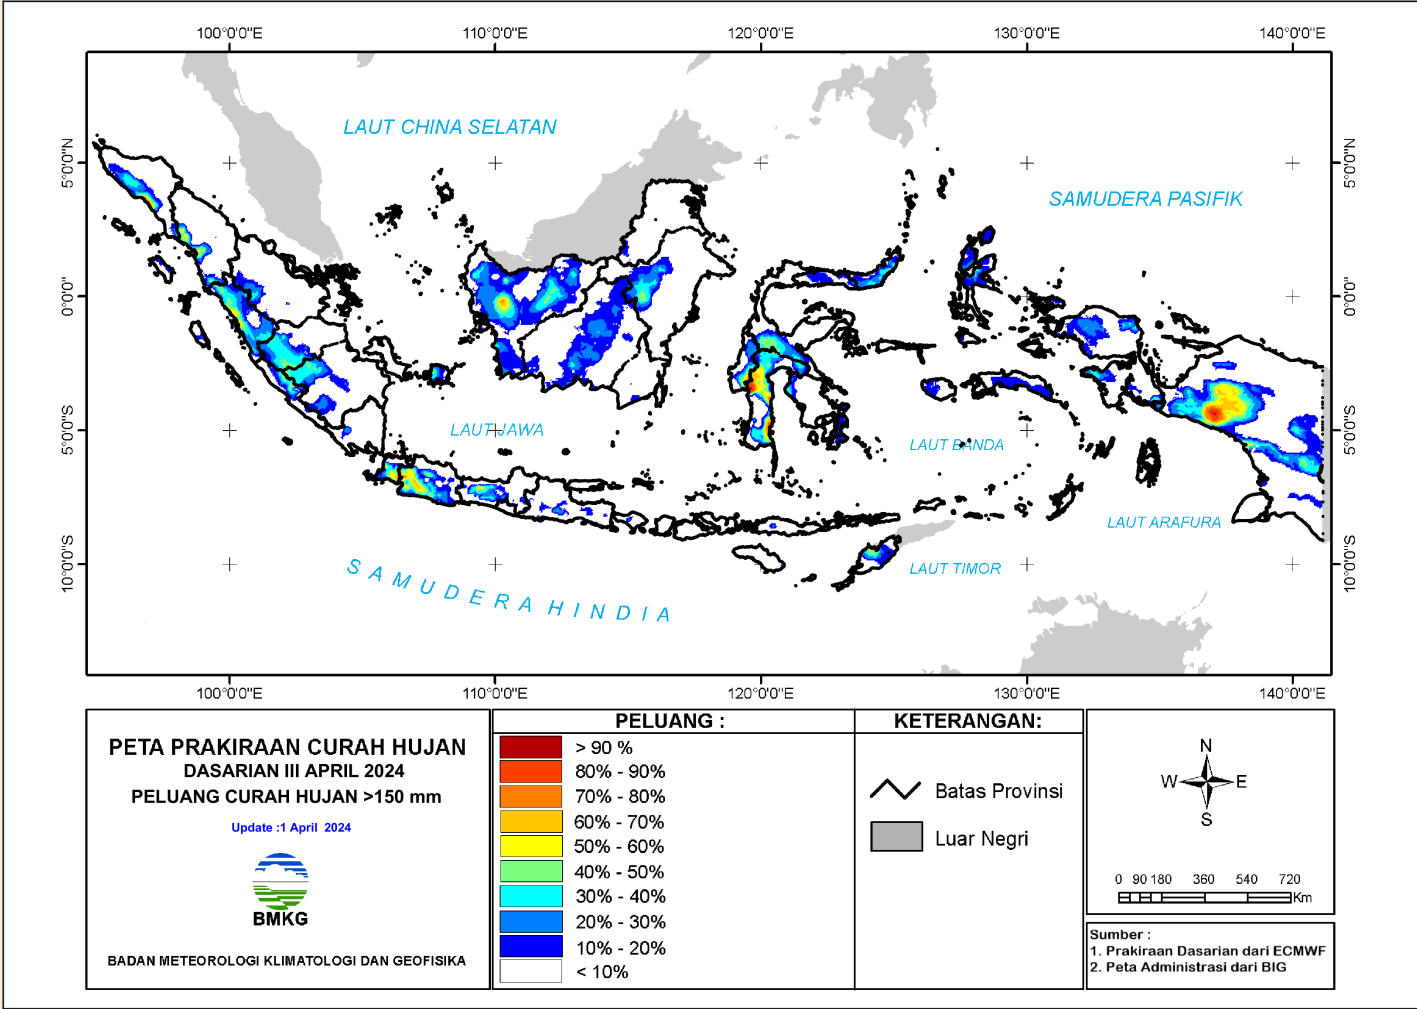 100°0'0"E 110°0'0"E 120°0'0"E 130°0'0"E 140°0'0"E
LAUT CHINA SELATAN
5°0'0"N 5°0'0"N
SAMUDERA PASIFIK
0°0'0" 0°0'0"
LAUT JAWA
5°0'0"S 5°0'0"S
LAUT BANDA
LAUT ARAFURA
10°0'0"S 10°0'0"S
LAUT TIMOR
SAMUDERA HINDIA
100°0'0"E 110°0'0"E 120°0'0"E 130°0'0"E 140°0'0"E
PETA PRAKIRAAN CURAH HUJAN
DASARIAN III APRIL 2024
PELUANG CURAH HUJAN >150 mm
Update :1 April 2024
BMKG
BADAN METEOROLOGI KLIMATOLOGI DAN GEOFISIKA
PELUANG :
> 90 %
80% - 90%
70% - 80%
60% - 70%
50% - 60%
40% - 50%
30% - 40%
20% - 30%
10% - 20%
< 10%
KETERANGAN:
Batas Provinsi
Luar Negri
N
W E
S
0 90 180 360 540 720
Km
Sumber :
1. Prakiraan Dasarian dari ECMWF
2. Peta Administrasi dari BIG